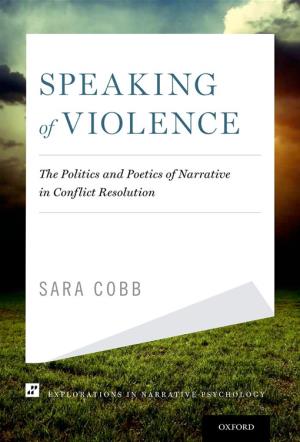 SPEAKING
of VIOLENCE
The Politics and Poetics of Narrative
in Conflict Resolution
SARA COBB
EXPLORATIONS IN NARRATIVE PSYCHOLOGY
OXFORD